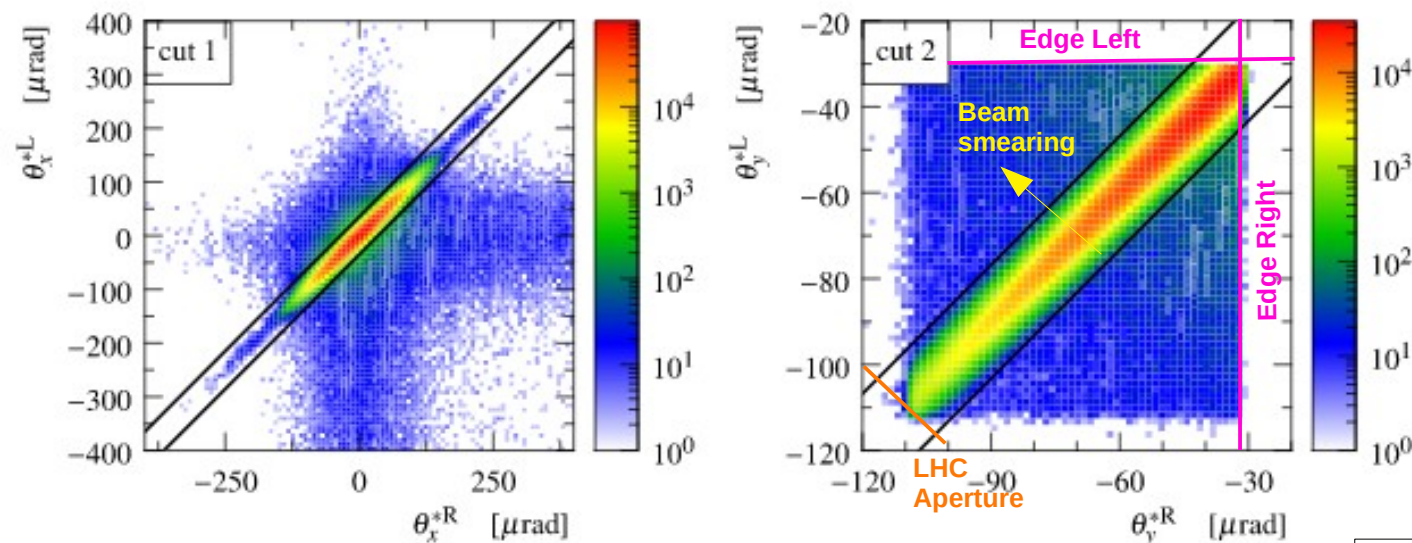 cut 1
θx*L [μrad]
400
300
200
100
0
−100
−200
−300
−400
−250
0
250
θx*R [μrad]
10^4
10^3
10^2
10^1
10^0
cut 2
Edge Left
Beam
smearing
Edge Right
LHC
Aperture
θy*L [μrad]
−20
−40
−60
−80
−100
−120
−120
−90
−60
−30
θy*R [μrad]
10^4
10^3
10^2
10^1
10^0